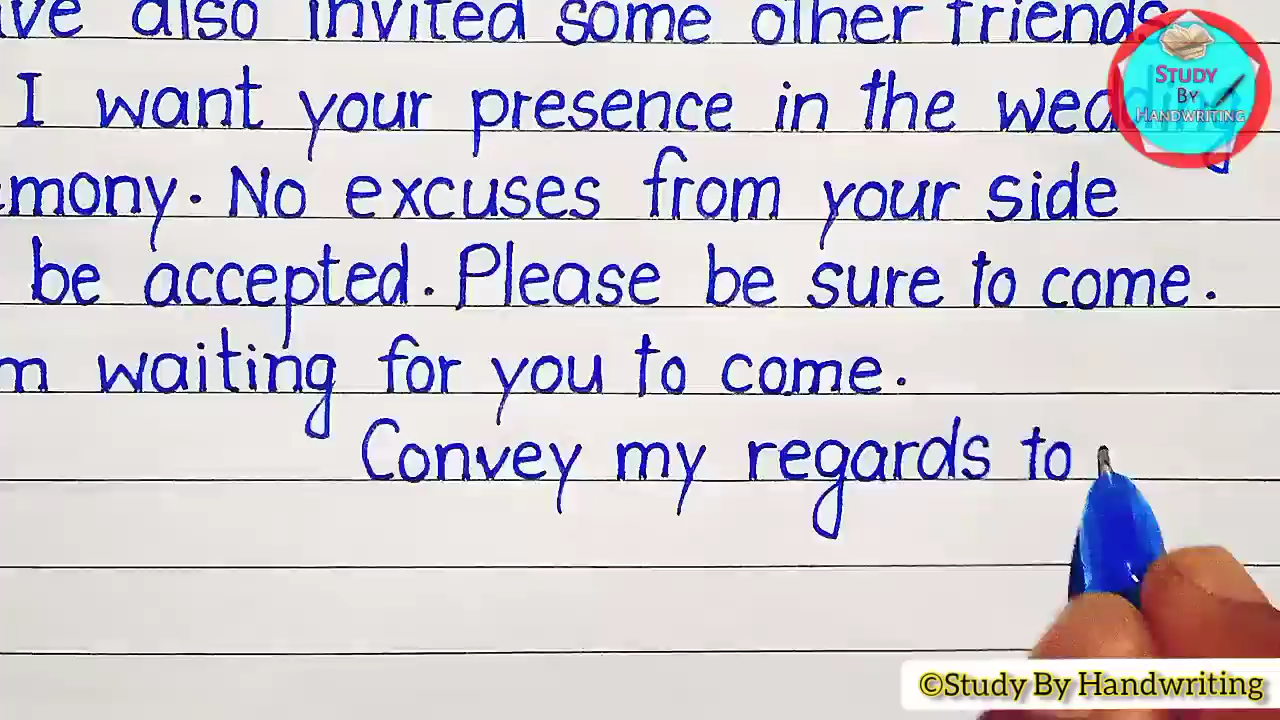 ve also invited some other friends.
I want your presence in the wedding
emony. No excuses from your side
be accepted. Please be sure to come.
m waiting for you to come.
Convey my regards to
STUDY
BY
HANDWRITING
©Study By Handwriting